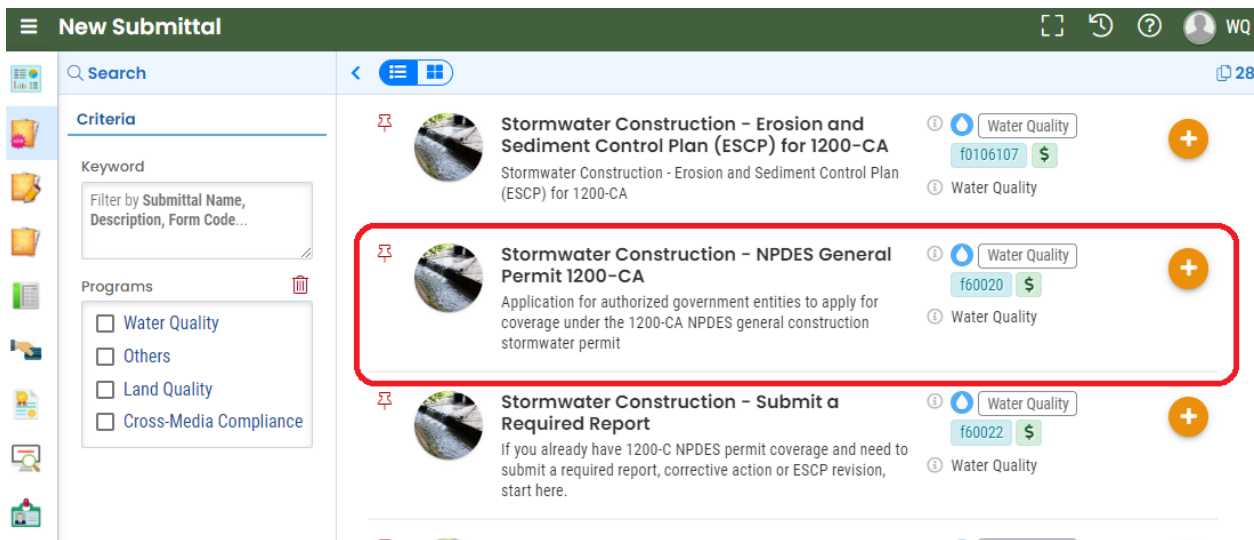 New Submittal
WQ
Search
28
Criteria
Keyword
Filter by Submittal Name,
Description, Form Code...
Programs
Water Quality
Others
Land Quality
Cross-Media Compliance
Stormwater Construction - Erosion and
Sediment Control Plan (ESCP) for 1200-CA
Stormwater Construction - Erosion and Sediment Control Plan
(ESCP) for 1200-CA
Water Quality
f0106107 $
Water Quality
Stormwater Construction - NPDES General
Permit 1200-CA
Application for authorized government entities to apply for
coverage under the 1200-CA NPDES general construction
stormwater permit
Water Quality
f60020 $
Water Quality
Stormwater Construction - Submit a
Required Report
If you already have 1200-C NPDES permit coverage and need to
submit a required report, corrective action or ESCP revision,
start here.
Water Quality
f60022 $
Water Quality